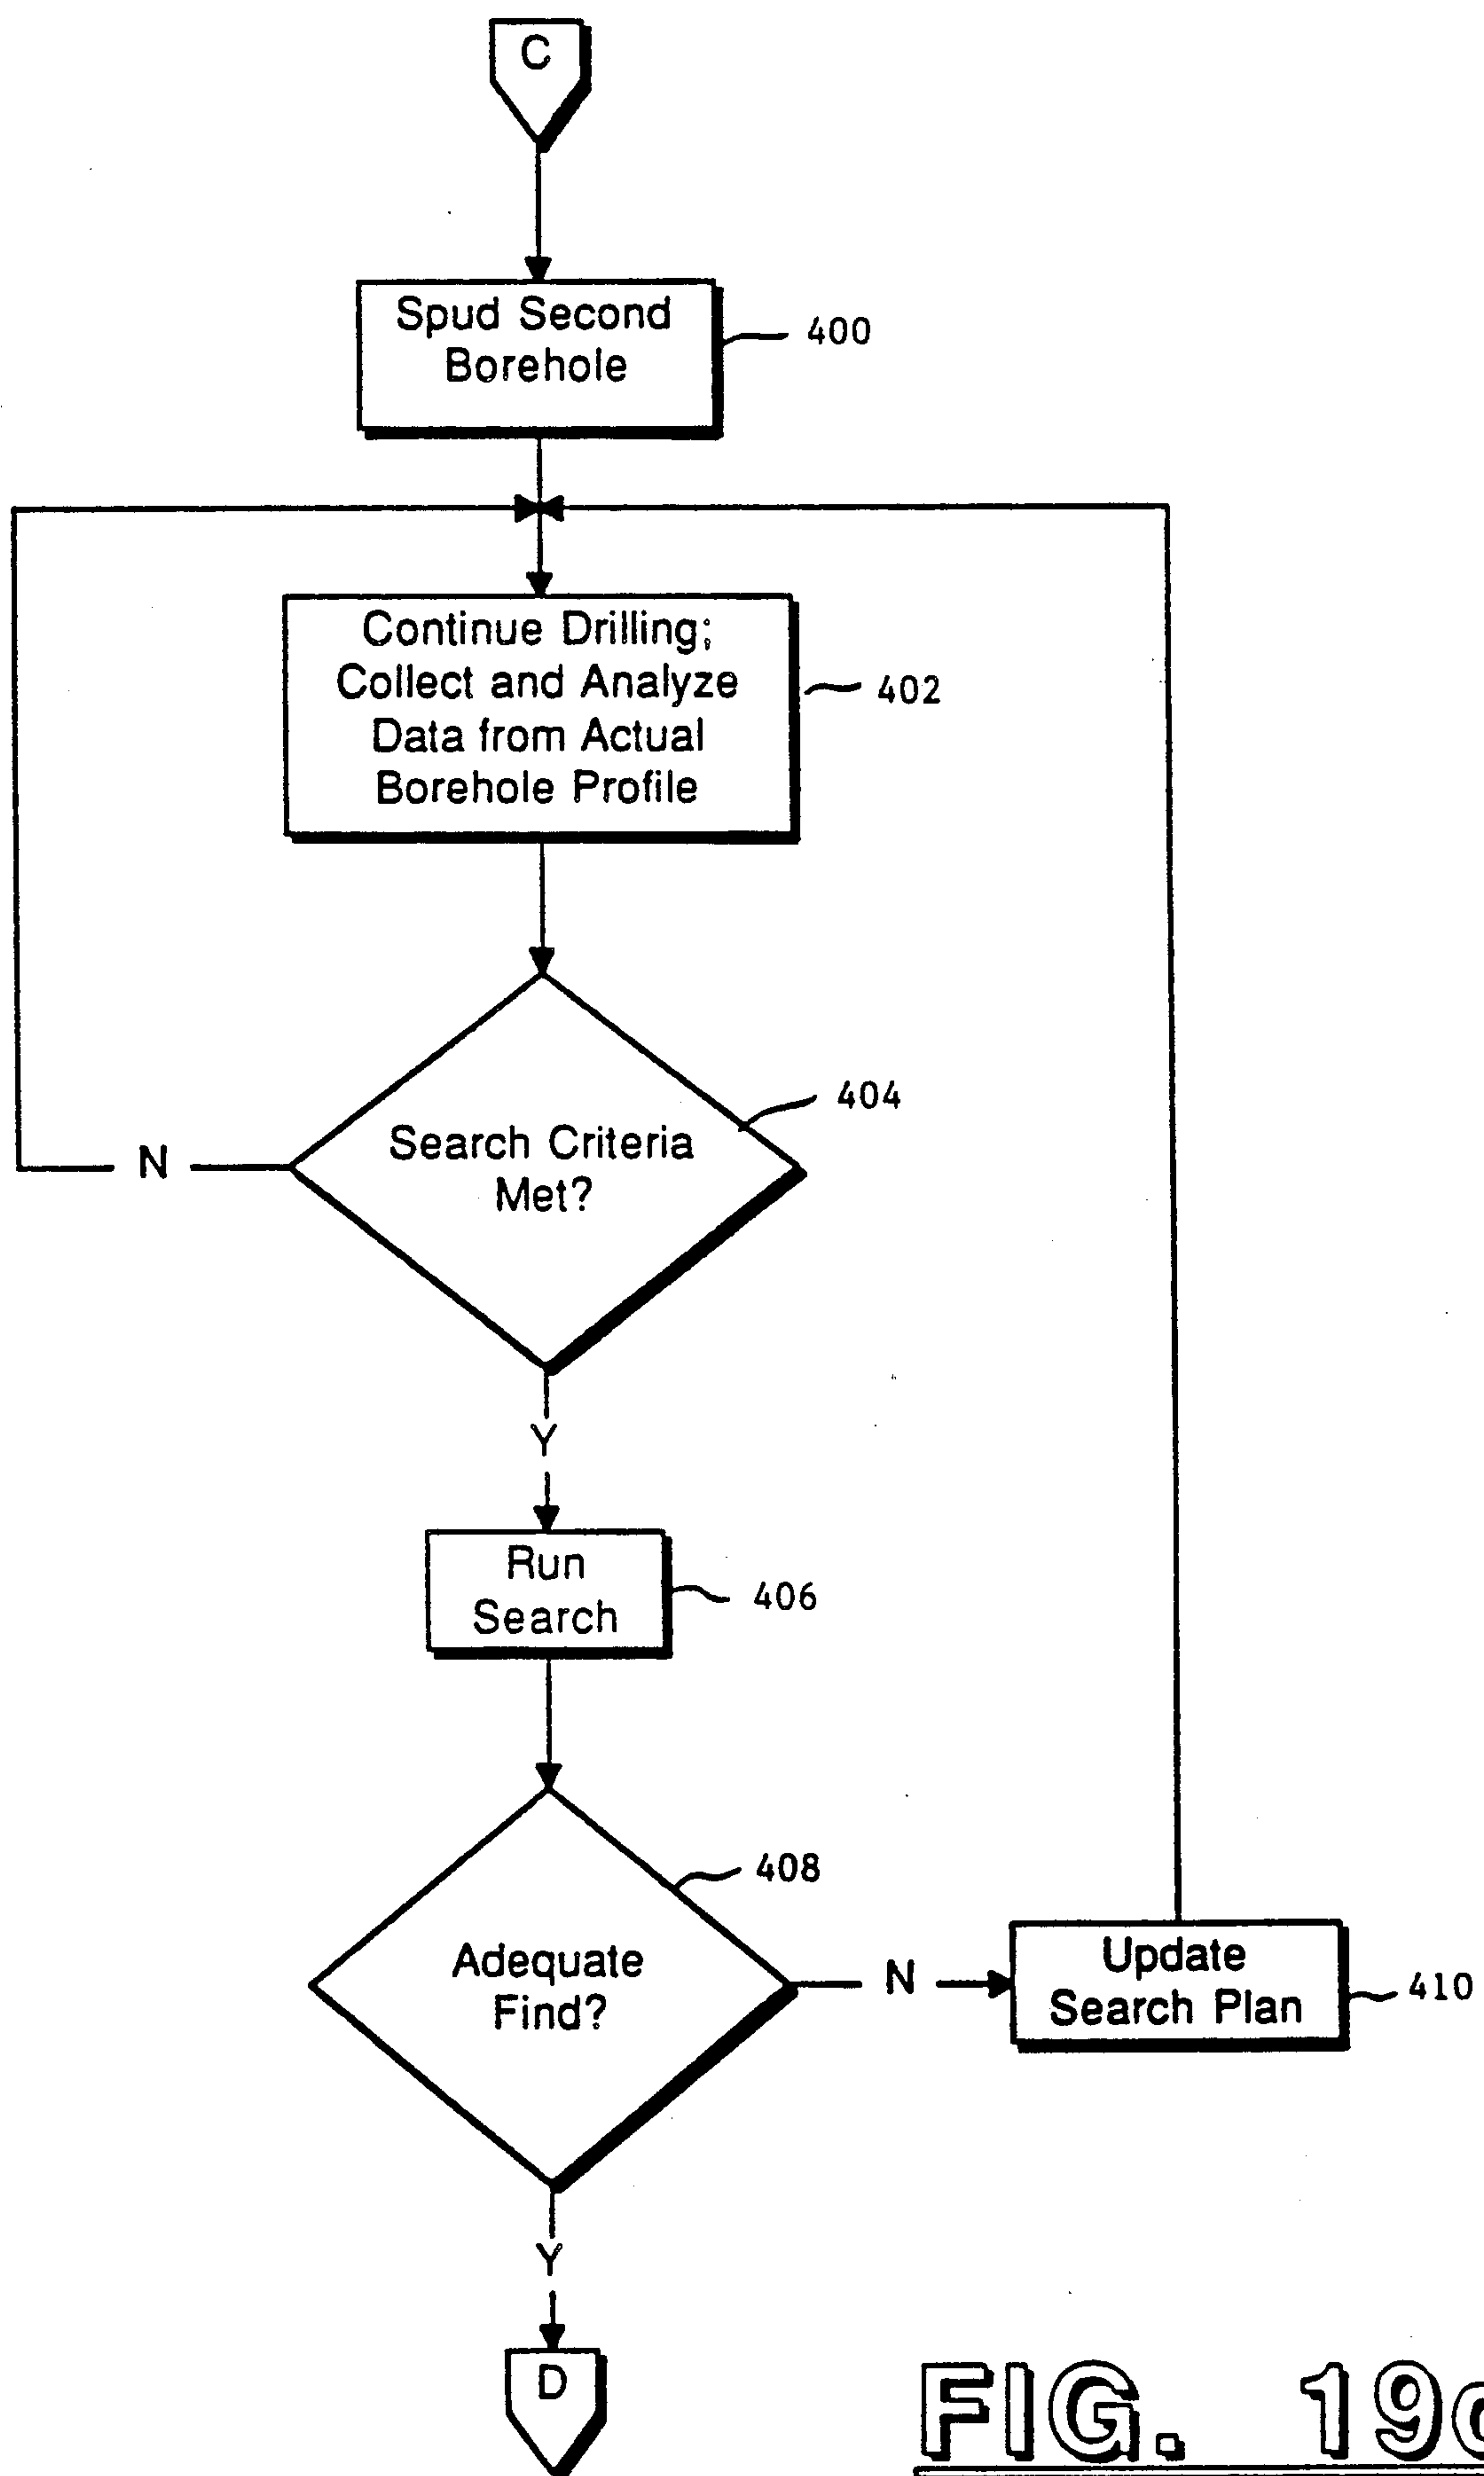 C
Spud Second
Borehole
400
Continue Drilling;
Collect and Analyze
Data from Actual
Borehole Profile
402
Search Criteria
Met?
404
N
Y
Run
Search
406
Adequate
Find?
408
N
Update
Search Plan
410
Y
D
FIG.